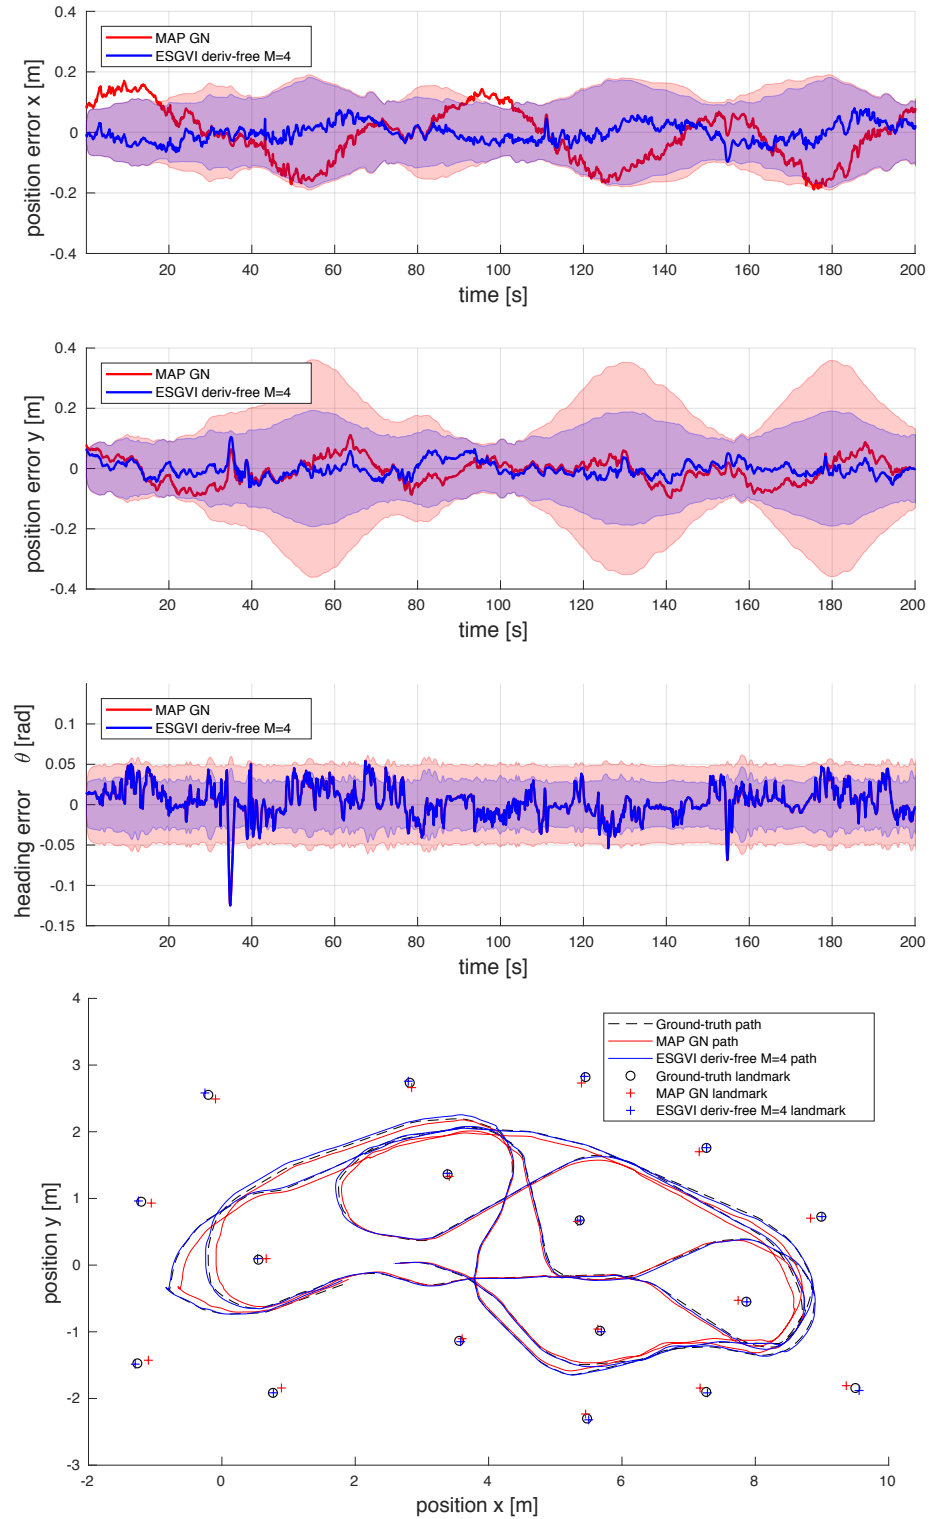 0.4
0.2
0
-0.2
-0.4
position error x [m]
MAP GN
ESGVI deriv-free M=4
20 40 60 80 100 120 140 160 180 200
time [s]
0.4
0.2
0
-0.2
-0.4
position error y [m]
MAP GN
ESGVI deriv-free M=4
20 40 60 80 100 120 140 160 180 200
time [s]
0.1
0.05
0
-0.05
-0.1
-0.15
heading error θ [rad]
MAP GN
ESGVI deriv-free M=4
20 40 60 80 100 120 140 160 180 200
time [s]
4
3
2
1
0
-1
-2
-3
position y [m]
Ground-truth path
MAP GN path
ESGVI deriv-free M=4 path
Ground-truth landmark
MAP GN landmark
ESGVI deriv-free M=4 landmark
-2 0 2 4 6 8 10
position x [m]